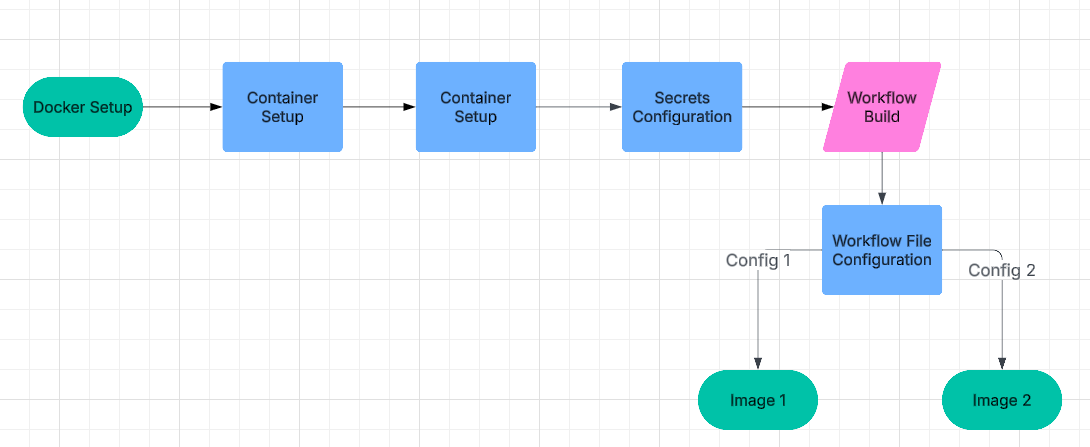 Docker Setup
Container
Setup
Container
Setup
Secrets
Configuration
Workflow
Build
Workflow File
Configuration
Config 1
Config 2
Image 1
Image 2